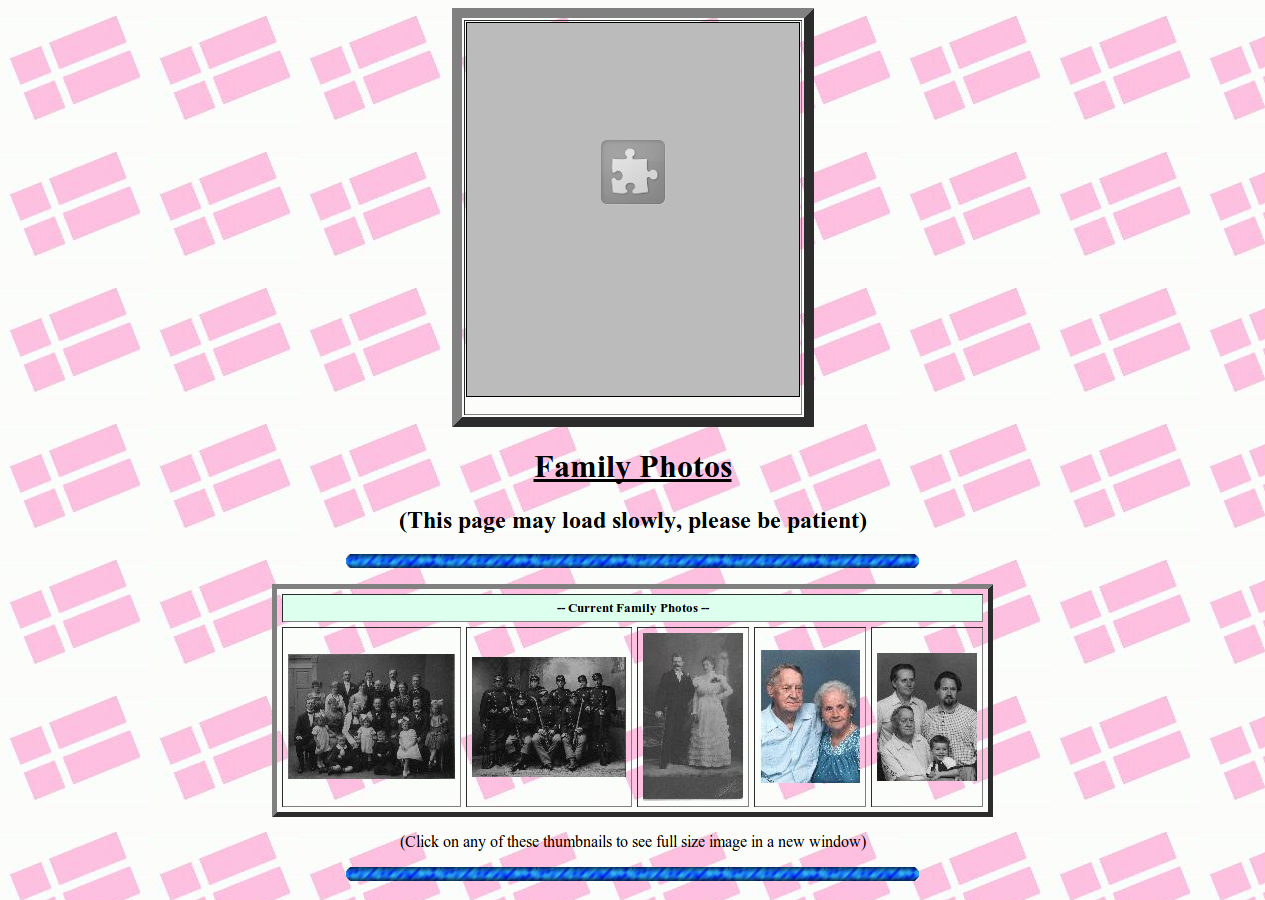 Family Photos
(This page may load slowly, please be patient)
-- Current Family Photos --
(Click on any of these thumbnails to see full size image in a new window)